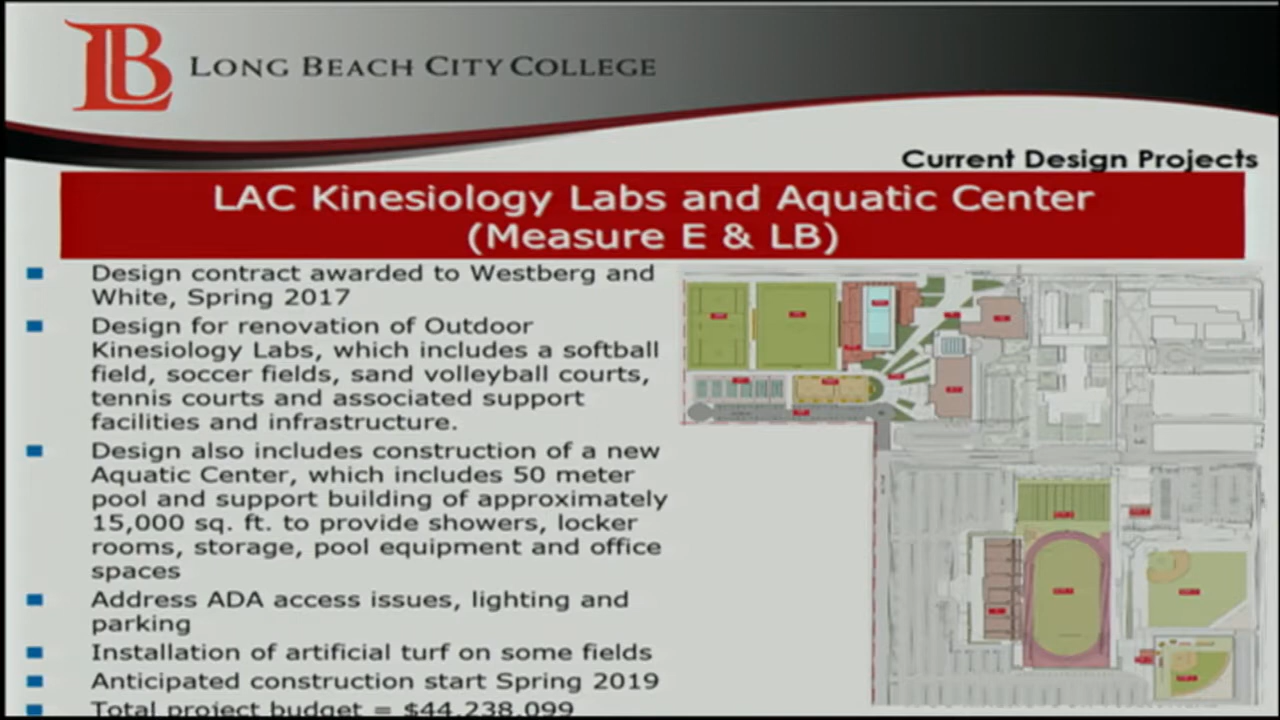 LB LONG BEACH CITY COLLEGE
Current Design Projects
LAC Kinesiology Labs and Aquatic Center
(Measure E & LB)
Design contract awarded to Westberg and
White, Spring 2017
Design for renovation of Outdoor
Kinesiology Labs, which includes a softball
field, soccer fields, sand volleyball courts,
tennis courts and associated support
facilities and infrastructure.
Design also includes construction of a new
Aquatic Center, which includes 50 meter
pool and support building of approximately
15,000 sq. ft. to provide showers, locker
rooms, storage, pool equipment and office
spaces
Address ADA access issues, lighting and
parking
Installation of artificial turf on some fields
Anticipated construction start Spring 2019
Total project budget = $44,238,099